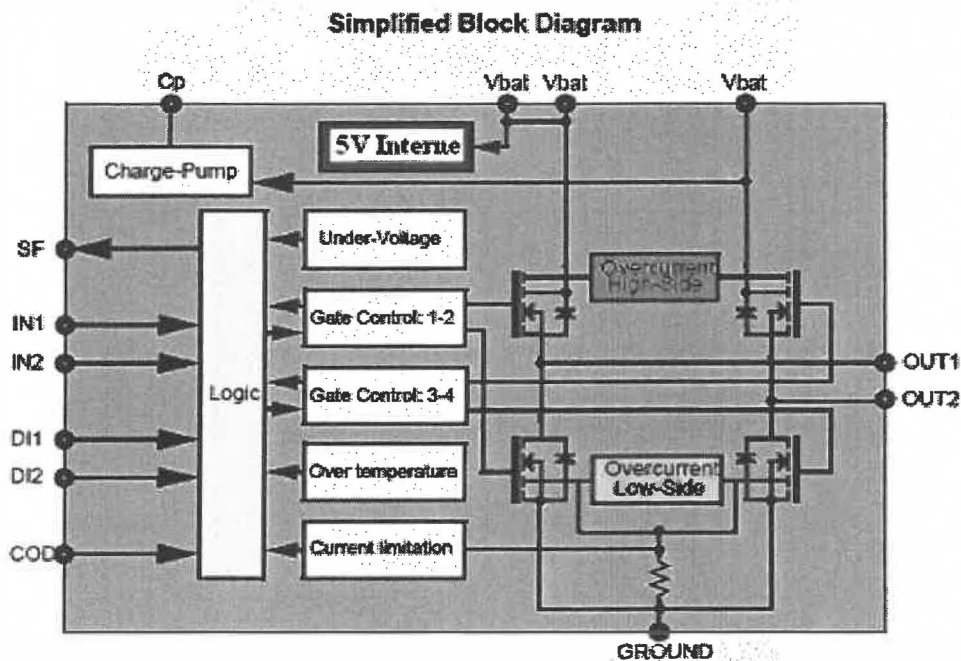 Simplified Block Diagram
Cp
Vbat
Vbat
Vbat
5V Interne
Charge-Pump
SF
Under-Voltage
Overcurrent
High-Side
IN1
Gate Control: 1-2
IN2
OUT1
Logic
Gate Control: 3-4
OUT2
DI1
DI2
Over temperature
Overcurrent
Low-Side
COD
Current limitation
GROUND